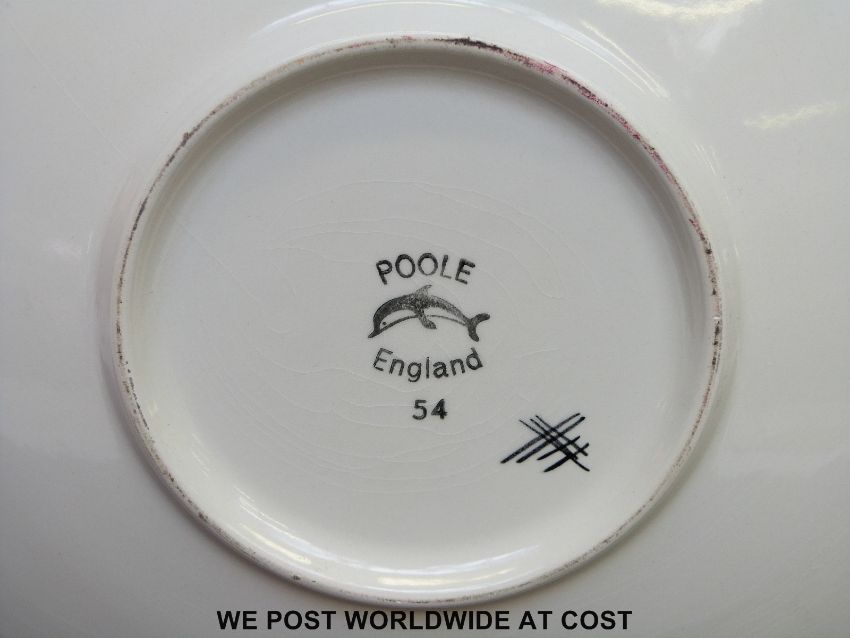 POOLE
England
54
WE POST WORLDWIDE AT COST